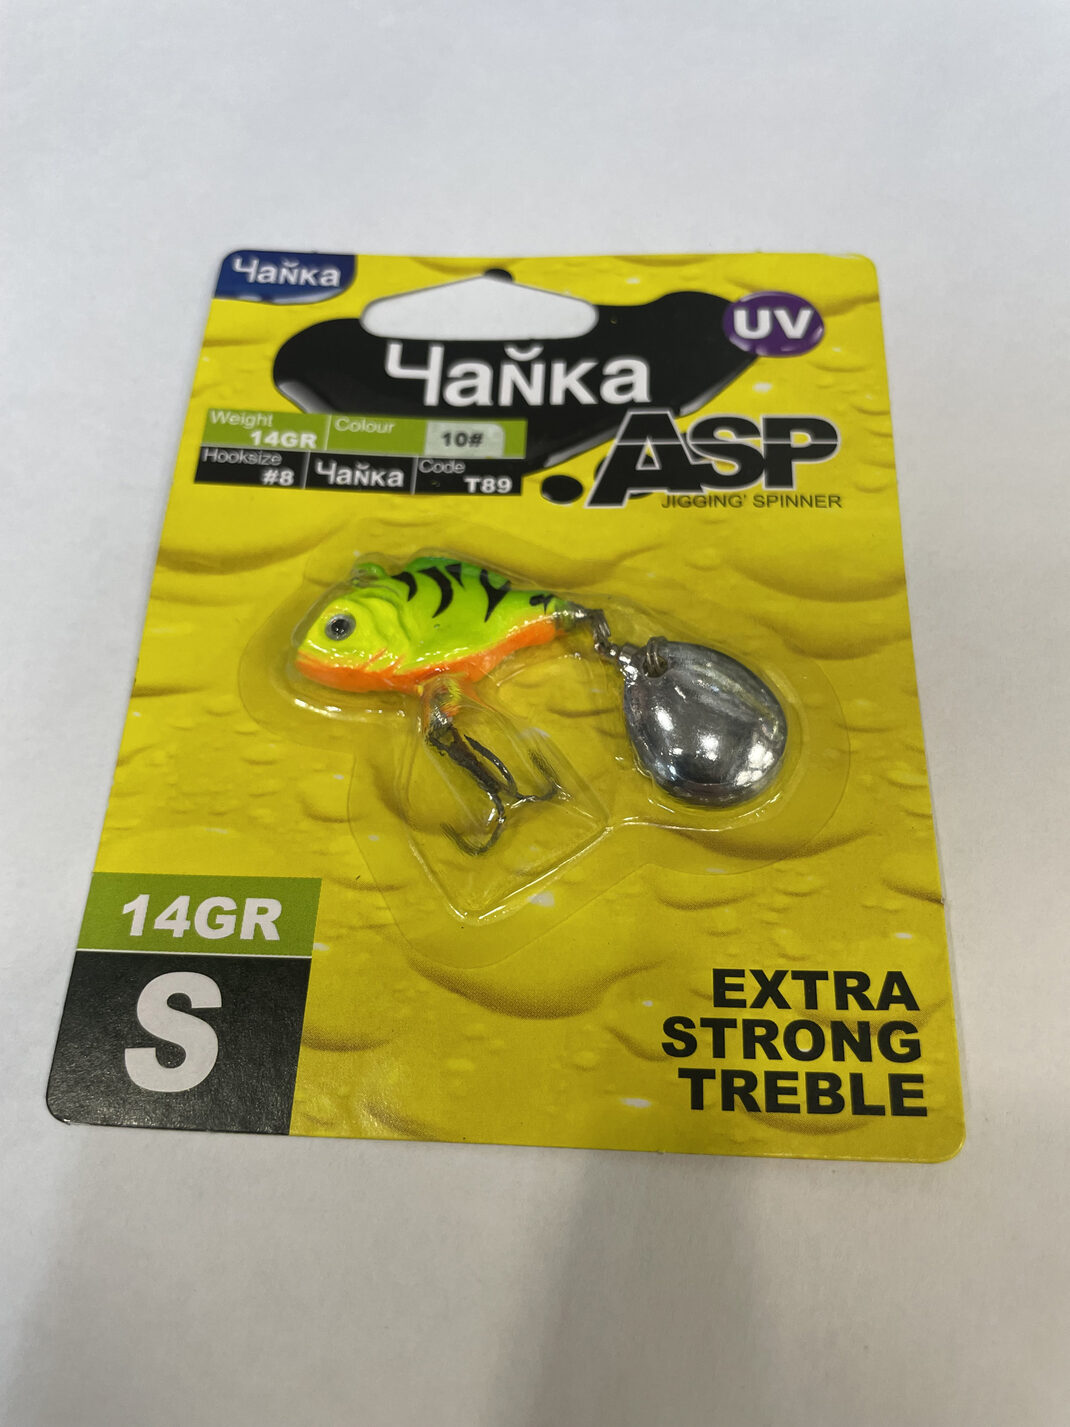 Чайка
UV
Чайка
Weight 14GR Colour 10#
Hooksize #8 Чайка Code T89
ASP
JIGGING' SPINNER
14GR
S
EXTRA
STRONG
TREBLE